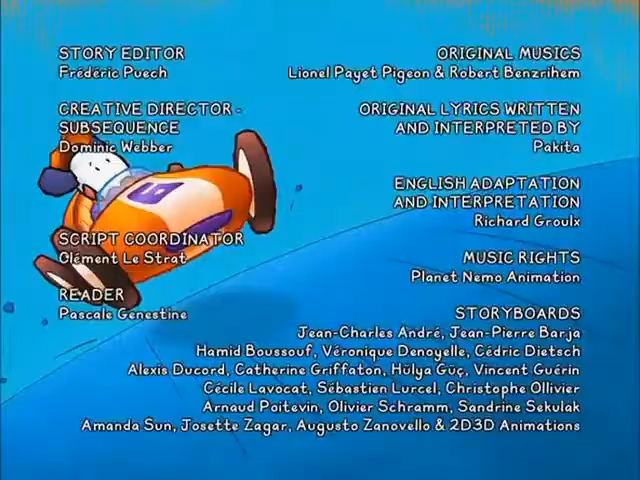 STORY EDITOR
Frédéric Puech
CREATIVE DIRECTOR -
SUBSEQUENCE
Dominic Webber
6
SCRIPT COORDINATOR
Clément Le Strat
READER
Pascale Genestine
ORIGINAL MUSICS
Lionel Payet Pigeon & Robert Benzrihem
ORIGINAL LYRICS WRITTEN
AND INTERPRETED BY
Pakita
ENGLISH ADAPTATION
AND INTERPRETATION
Richard Groulx
MUSIC RIGHTS
Planet Nemo Animation
STORYBOARDS
Jean-Charles André, Jean-Pierre Barja
Hamid Boussouf, Véronique Denoyelle, Cédric Dietsch
Alexis Ducord, Catherine Griffaton, Hülya Güç, Vincent Guérin
Cécile Lavocat, Sébastien Lurcel, Christophe Ollivier
Arnaud Poitevin, Olivier Schramm, Sandrine Sekulak
Amanda Sun, Josette Zagar, Augusto Zanovello & 2D3D Animations